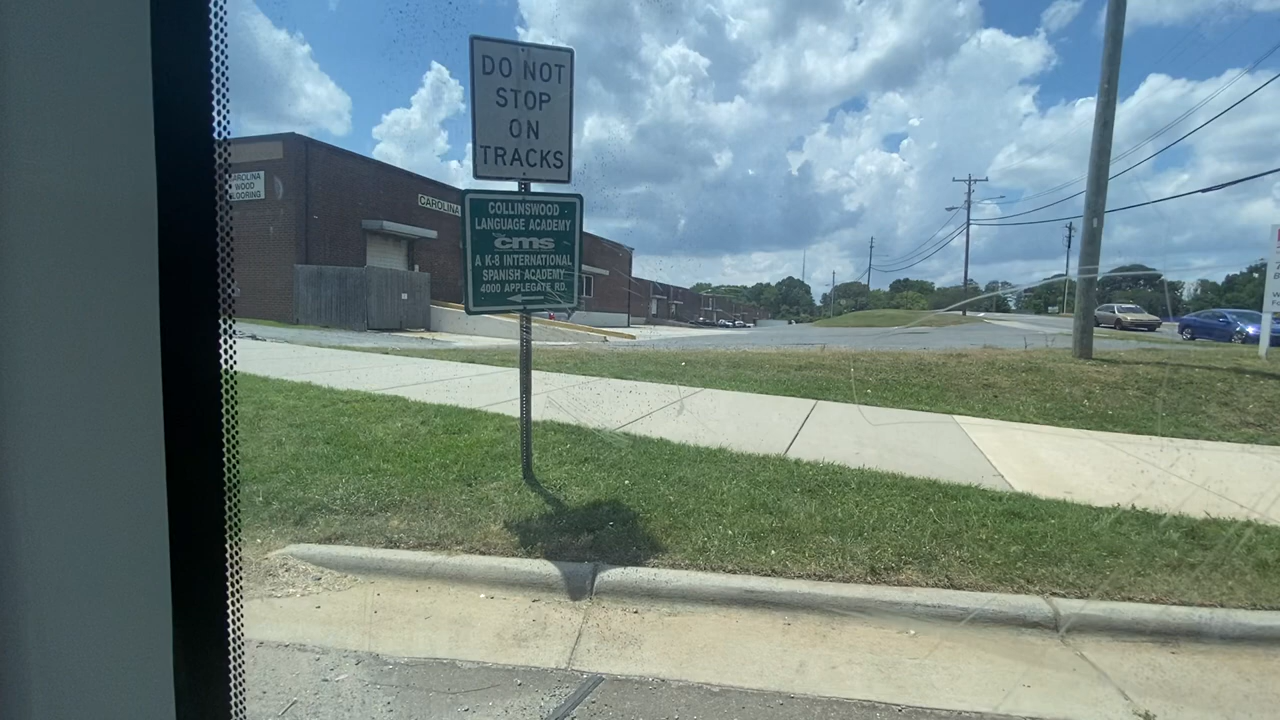 DO NOT
STOP
ON
TRACKS
COLLINSWOOD
LANGUAGE ACADEMY
cms
A K-8 INTERNATIONAL
SPANISH ACADEMY
4000 APPLEGATE RD.
CAROLINA
WOOD
FLOORING
CAROLINA